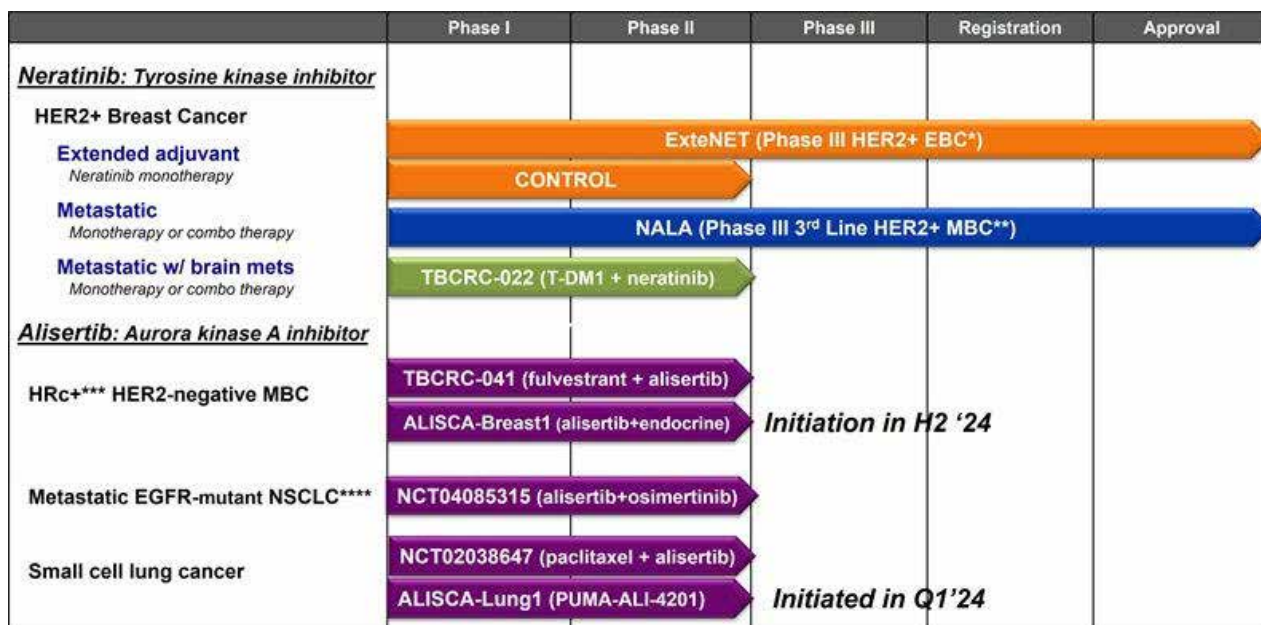 Phase I Phase II Phase III Registration Approval
Neratinib: Tyrosine kinase inhibitor
HER2+ Breast Cancer
ExteNET (Phase III HER2+ EBC*)
Extended adjuvant
Neratinib monotherapy
CONTROL
Metastatic
Monotherapy or combo therapy
NALA (Phase III 3rd Line HER2+ MBC**)
Metastatic w/ brain mets
Monotherapy or combo therapy
TBCRC-022 (T-DM1 + neratinib)
Alisertib: Aurora kinase A inhibitor
HRc+*** HER2-negative MBC
TBCRC-041 (fulvestrant + alisertib)
ALISCA-Breast1 (alisertib+endocrine)
Initiation in H2 ‘24
Metastatic EGFR-mutant NSCLC****
NCT04085315 (alisertib+osimertinib)
Small cell lung cancer
NCT02038647 (paclitaxel + alisertib)
ALISCA-Lung1 (PUMA-ALI-4201)
Initiated in Q1’24